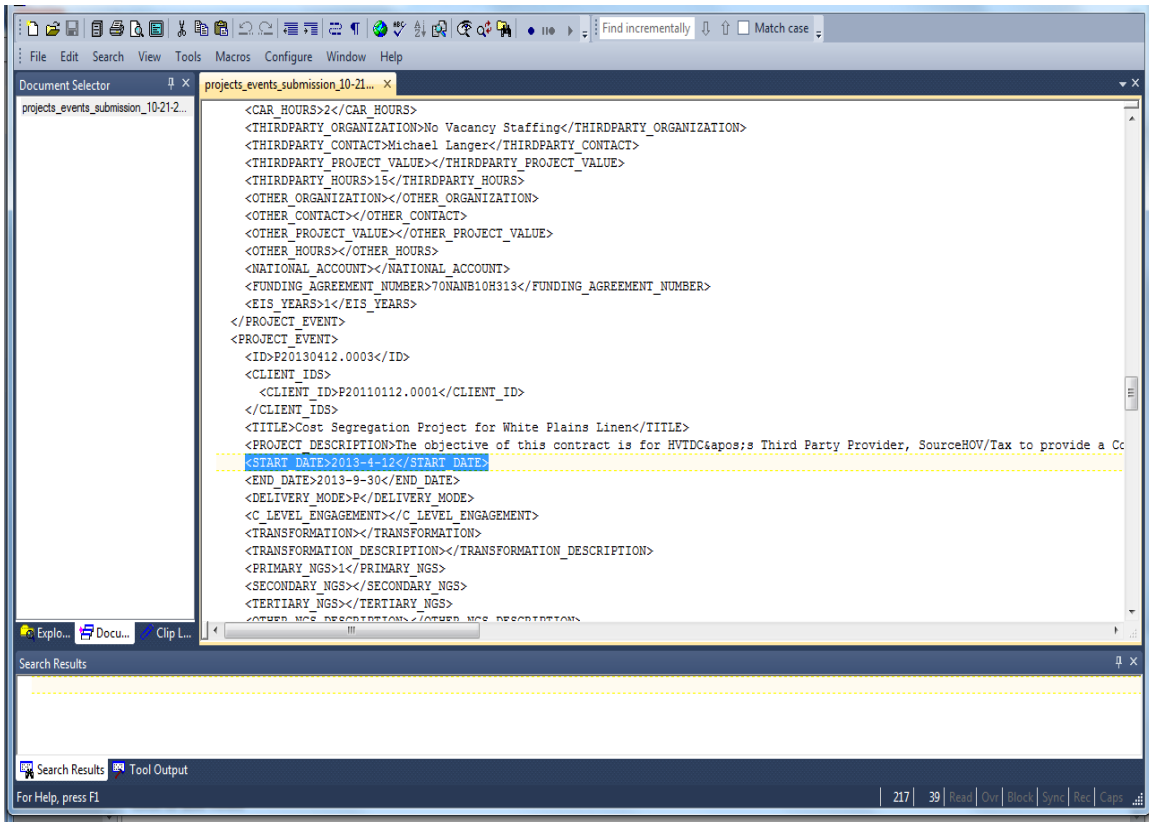 Find incrementally Match case
File Edit Search View Tools Macros Configure Window Help
Document Selector
projects_events_submission_10-21...
projects_events_submission_10-21-2...
<CAR_HOURS>2</CAR_HOURS>
<THIRDPARTY_ORGANIZATION>No Vacancy Staffing</THIRDPARTY_ORGANIZATION>
<THIRDPARTY_CONTACT>Michael Langer</THIRDPARTY_CONTACT>
<THIRDPARTY_PROJECT_VALUE></THIRDPARTY_PROJECT_VALUE>
<THIRDPARTY_HOURS>15</THIRDPARTY_HOURS>
<OTHER_ORGANIZATION></OTHER_ORGANIZATION>
<OTHER_CONTACT></OTHER_CONTACT>
<OTHER_PROJECT_VALUE></OTHER_PROJECT_VALUE>
<OTHER_HOURS></OTHER_HOURS>
<NATIONAL_ACCOUNT></NATIONAL_ACCOUNT>
<FUNDING_AGREEMENT_NUMBER>70NANB10H313</FUNDING_AGREEMENT_NUMBER>
<EIS_YEARS>1</EIS_YEARS>
</PROJECT_EVENT>
<PROJECT_EVENT>
<ID>P20130412.0003</ID>
<CLIENT_IDS>
<CLIENT_ID>P20110112.0001</CLIENT_ID>
</CLIENT_IDS>
<TITLE>Cost Segregation Project for White Plains Linen</TITLE>
<PROJECT_DESCRIPTION>The objective of this contract is for HVTDC&apos;s Third Party Provider, SourceHOV/Tax to provide a Co
<START_DATE>2013-4-12</START_DATE>
<END_DATE>2013-9-30</END_DATE>
<DELIVERY_MODE>P</DELIVERY_MODE>
<C_LEVEL_ENGAGEMENT></C_LEVEL_ENGAGEMENT>
<TRANSFORMATION></TRANSFORMATION>
<TRANSFORMATION_DESCRIPTION></TRANSFORMATION_DESCRIPTION>
<PRIMARY_NGS>1</PRIMARY_NGS>
<SECONDARY_NGS></SECONDARY_NGS>
<TERTIARY_NGS></TERTIARY_NGS>
<OTHER_NGS_DESCRIPTION></OTHER_NGS_DESCRIPTION>
Explo... Docu... Clip L...
Search Results
Search Results Tool Output
For Help, press F1 217 39 Read Ovr Block Sync Rec Caps